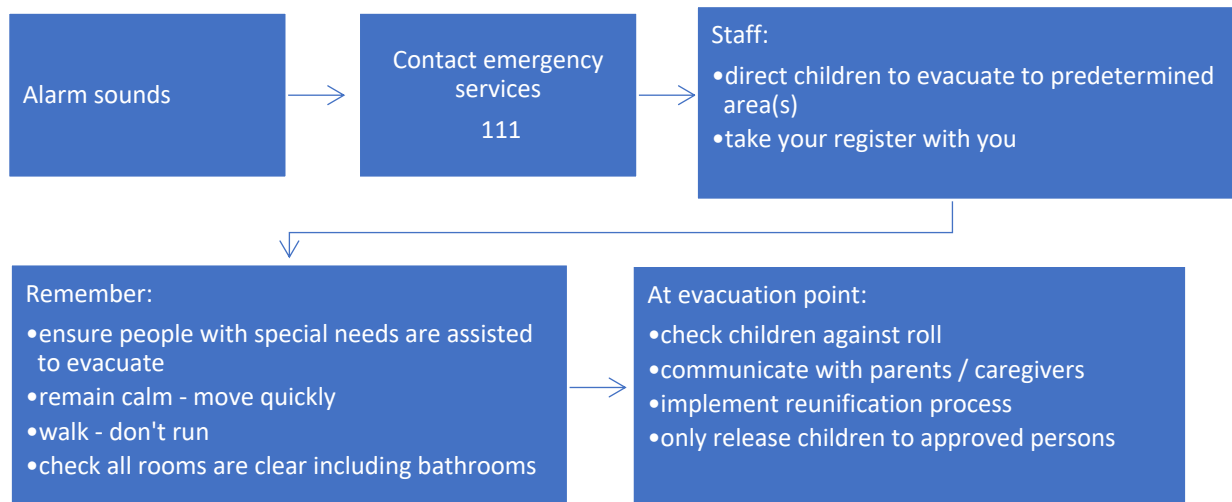 Alarm sounds
Contact emergency
services
111
Staff:
•direct children to evacuate to predetermined
area(s)
•take your register with you
Remember:
•ensure people with special needs are assisted
to evacuate
•remain calm - move quickly
•walk - don't run
•check all rooms are clear including bathrooms
At evacuation point:
•check children against roll
•communicate with parents / caregivers
•implement reunification process
•only release children to approved persons